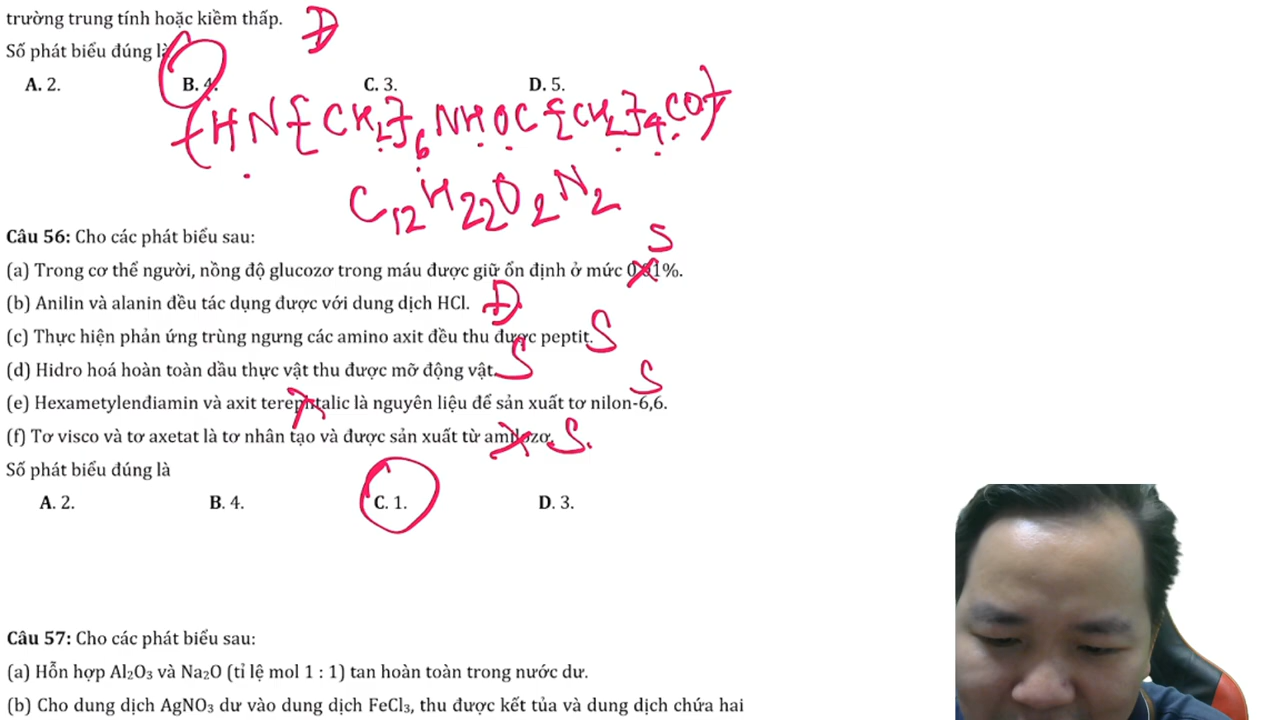 trường trung tính hoặc kiềm thấp.
Đ
Số phát biểu đúng là
A. 2. B. 4. C. 3. D. 5.
{HN{CH2}6NHOC{CH2}4CO}
C12H22O2N2
Câu 56: Cho các phát biểu sau:
S
(a) Trong cơ thể người, nồng độ glucozơ trong máu được giữ ổn định ở mức 0,01%.
(b) Anilin và alanin đều tác dụng được với dung dịch HCl. Đ
(c) Thực hiện phản ứng trùng ngưng các amino axit đều thu được peptit. S
(d) Hidro hoá hoàn toàn dầu thực vật thu được mỡ động vật. S
S
(e) Hexametylenđiamin và axit terephtalic là nguyên liệu để sản xuất tơ nilon-6,6.
(f) Tơ visco và tơ axetat là tơ nhân tạo và được sản xuất từ amilozơ. S.
Số phát biểu đúng là
A. 2. B. 4. C. 1. D. 3.
Câu 57: Cho các phát biểu sau:
(a) Hỗn hợp Al₂O₃ và Na₂O (tỉ lệ mol 1 : 1) tan hoàn toàn trong nước dư.
(b) Cho dung dịch AgNO₃ dư vào dung dịch FeCl₃, thu được kết tủa và dung dịch chứa hai